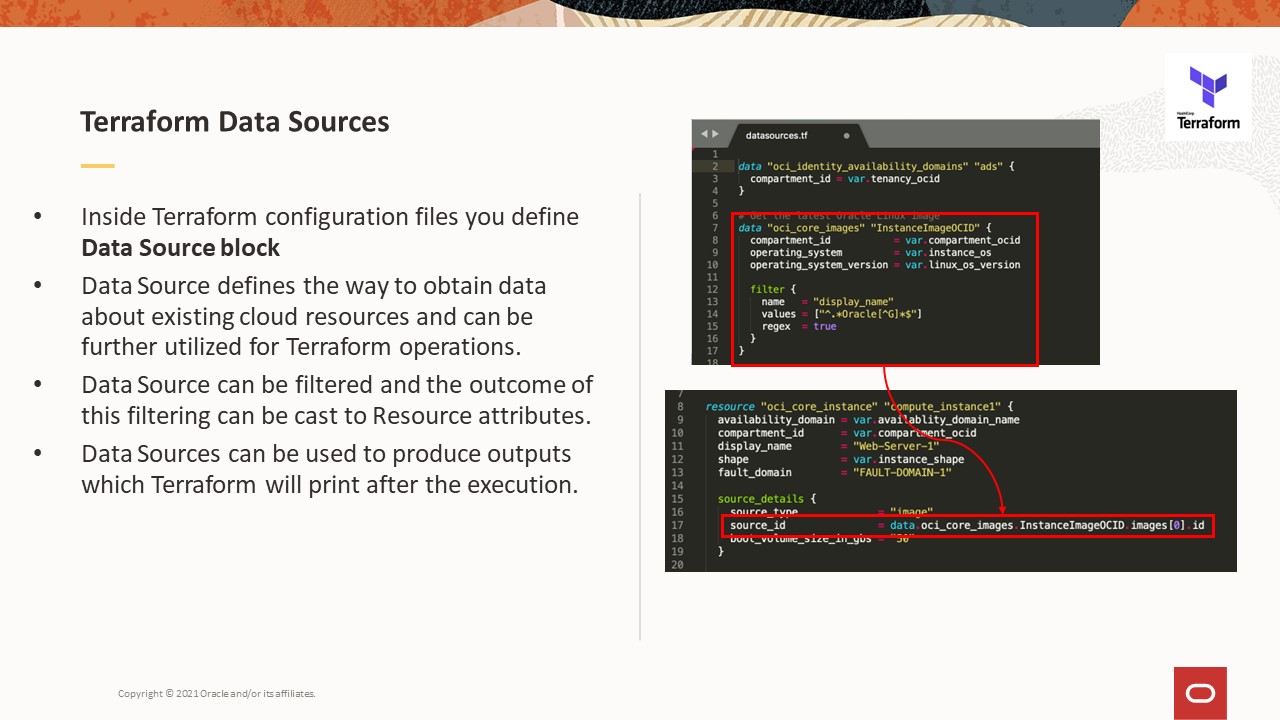 HashiCorp
Terraform
Terraform Data Sources
• Inside Terraform configuration files you define
Data Source block
• Data Source defines the way to obtain data
about existing cloud resources and can be
further utilized for Terraform operations.
• Data Source can be filtered and the outcome of
this filtering can be cast to Resource attributes.
• Data Sources can be used to produce outputs
which Terraform will print after the execution.
datasources.tf
1
2 data "oci_identity_availability_domains" "ads" {
3 compartment_id = var.tenancy_ocid
4 }
5
6 # Get the latest Oracle Linux image
7 data "oci_core_images" "InstanceImageOCID" {
8 compartment_id = var.compartment_ocid
9 operating_system = var.instance_os
10 operating_system_version = var.linux_os_version
11
12 filter {
13 name = "display_name"
14 values = ["^.*Oracle[^G]*$"]
15 regex = true
16 }
17 }
18
7
8 resource "oci_core_instance" "compute_instance1" {
9 availability_domain = var.availablity_domain_name
10 compartment_id = var.compartment_ocid
11 display_name = "Web-Server-1"
12 shape = var.instance_shape
13 fault_domain = "FAULT-DOMAIN-1"
14
15 source_details {
16 source_type = "image"
17 source_id = data.oci_core_images.InstanceImageOCID.images[0].id
18 boot_volume_size_in_gbs = "50"
19 }
20
Copyright © 2021 Oracle and/or its affiliates.